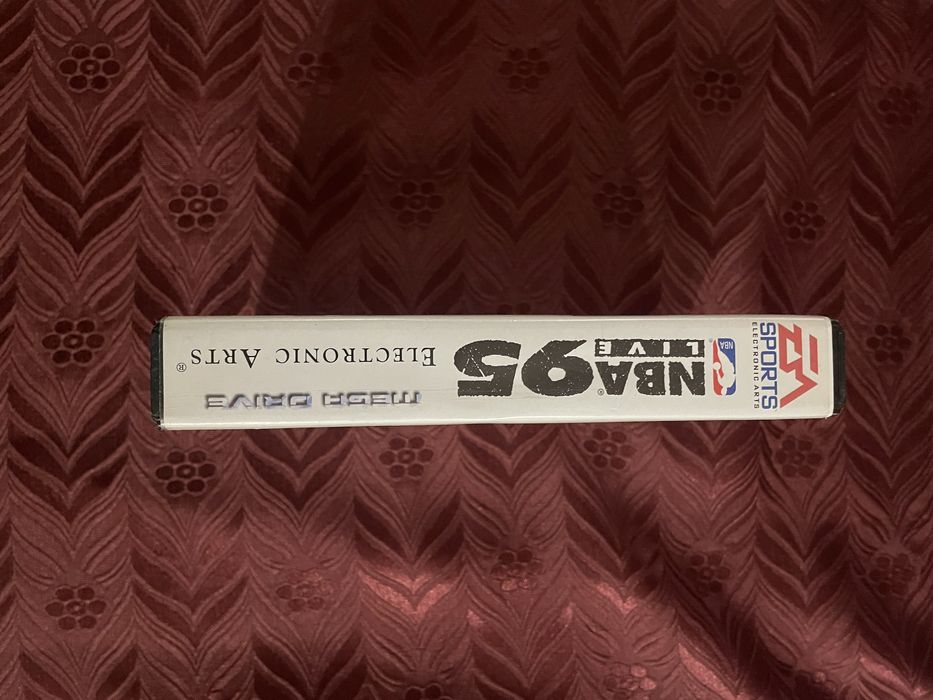 EA
SPORTS
ELECTRONIC ARTS
NBA
NBA® 95
LIVE
ELECTRONIC ARTS®
MEGA DRIVE